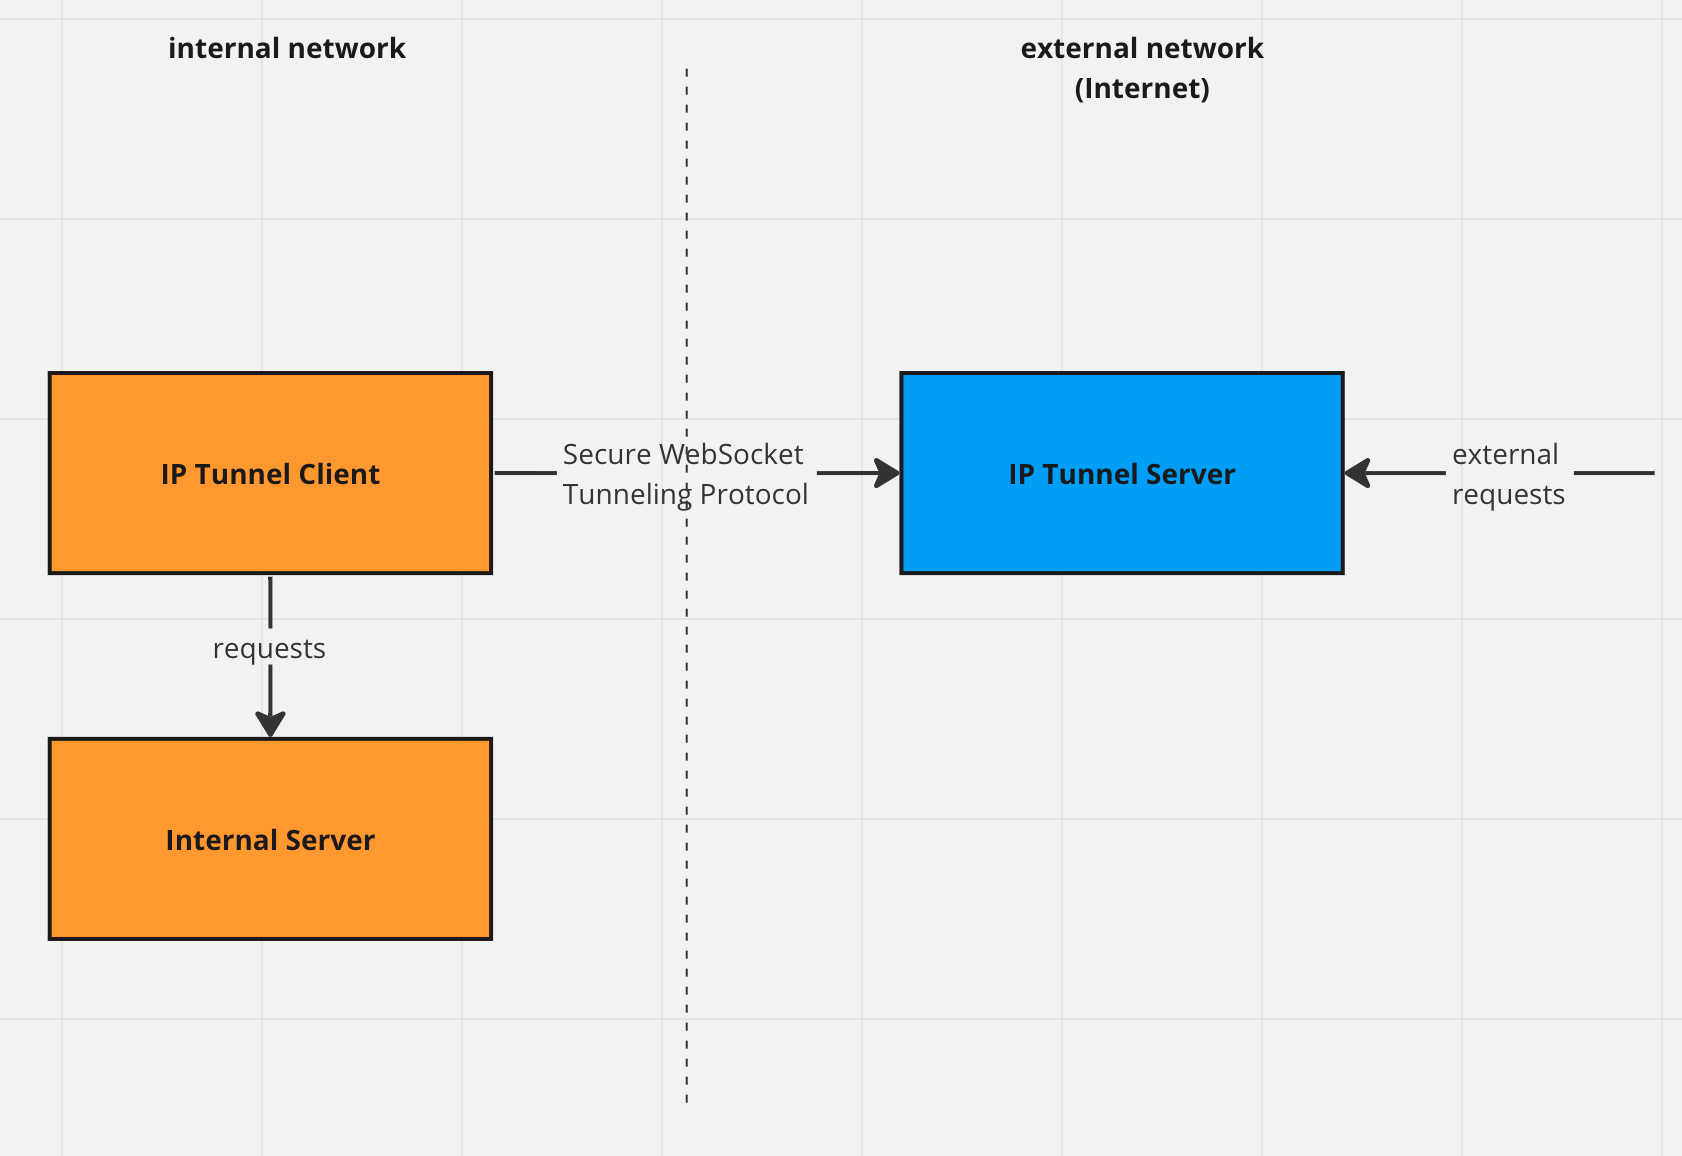 internal network
external network
(Internet)
IP Tunnel Client
Secure WebSocket
Tunneling Protocol
IP Tunnel Server
external
requests
requests
Internal Server